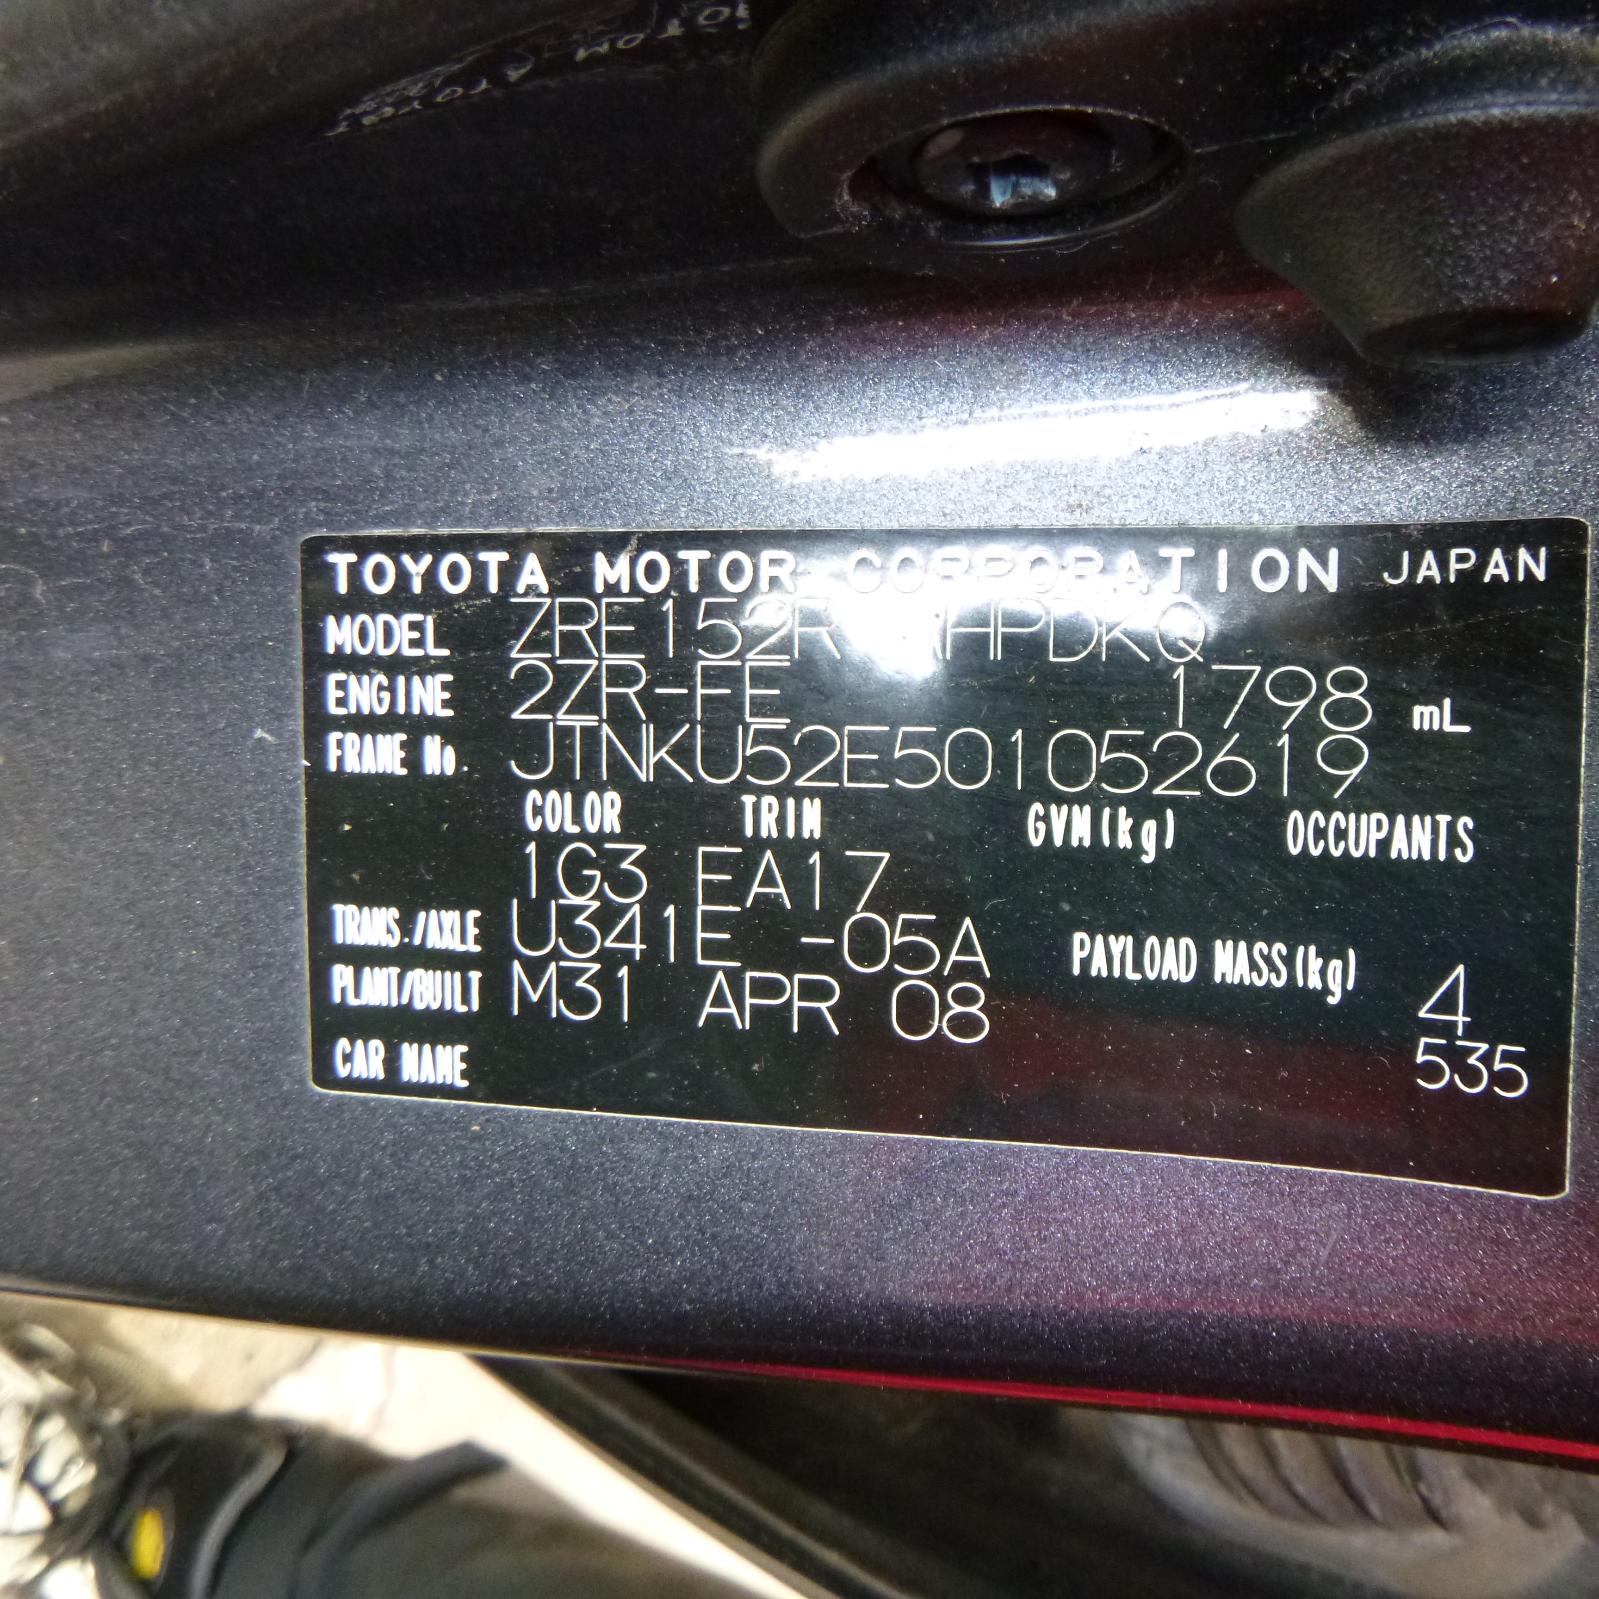 TOYOTA MOTOR CORPORATION JAPAN
MODEL ZRE152R
ENGINE 2ZR-FE 1798 mL
FRAME No. JTNKU52E501052619
COLOR TRIM GVM(kg) OCCUPANTS
1G3 EA17
TRANS./AXLE U341E -05A PAYLOAD MASS(kg) 4
PLANT/BUILT M31 APR 08 535
CAR NAME